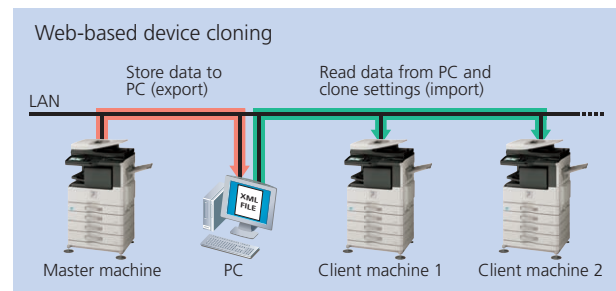 Web-based device cloning
Store data to
PC (export)
Read data from PC and
clone settings (import)
LAN
XML
FILE
Master machine
PC
Client machine 1
Client machine 2